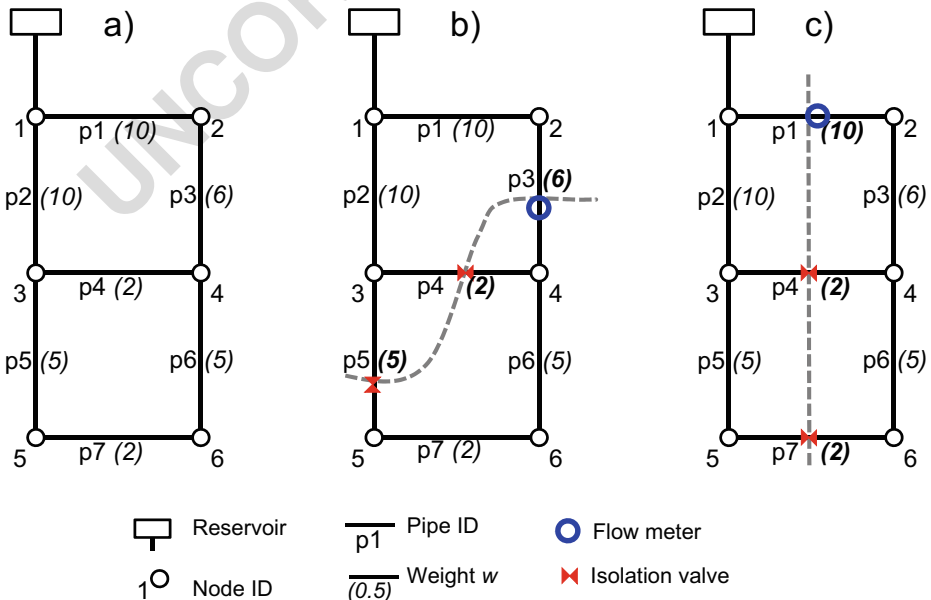 a)
b)
c)
UNCOR
1
p1 (10)
2
p2 (10)
p3 (6)
3
p4 (2)
4
p5 (5)
p6 (5)
5
p7 (2)
6
1
p1 (10)
2
p3 (6)
p2 (10)
3
p4 (2)
4
p5 (5)
p6 (5)
5
p7 (2)
6
1
p1 (10)
2
p2 (10)
p3 (6)
3
p4 (2)
4
p5 (5)
p6 (5)
5
p7 (2)
6
Reservoir
p1
Pipe ID
Flow meter
1
Node ID
(0.5)
Weight w
Isolation valve